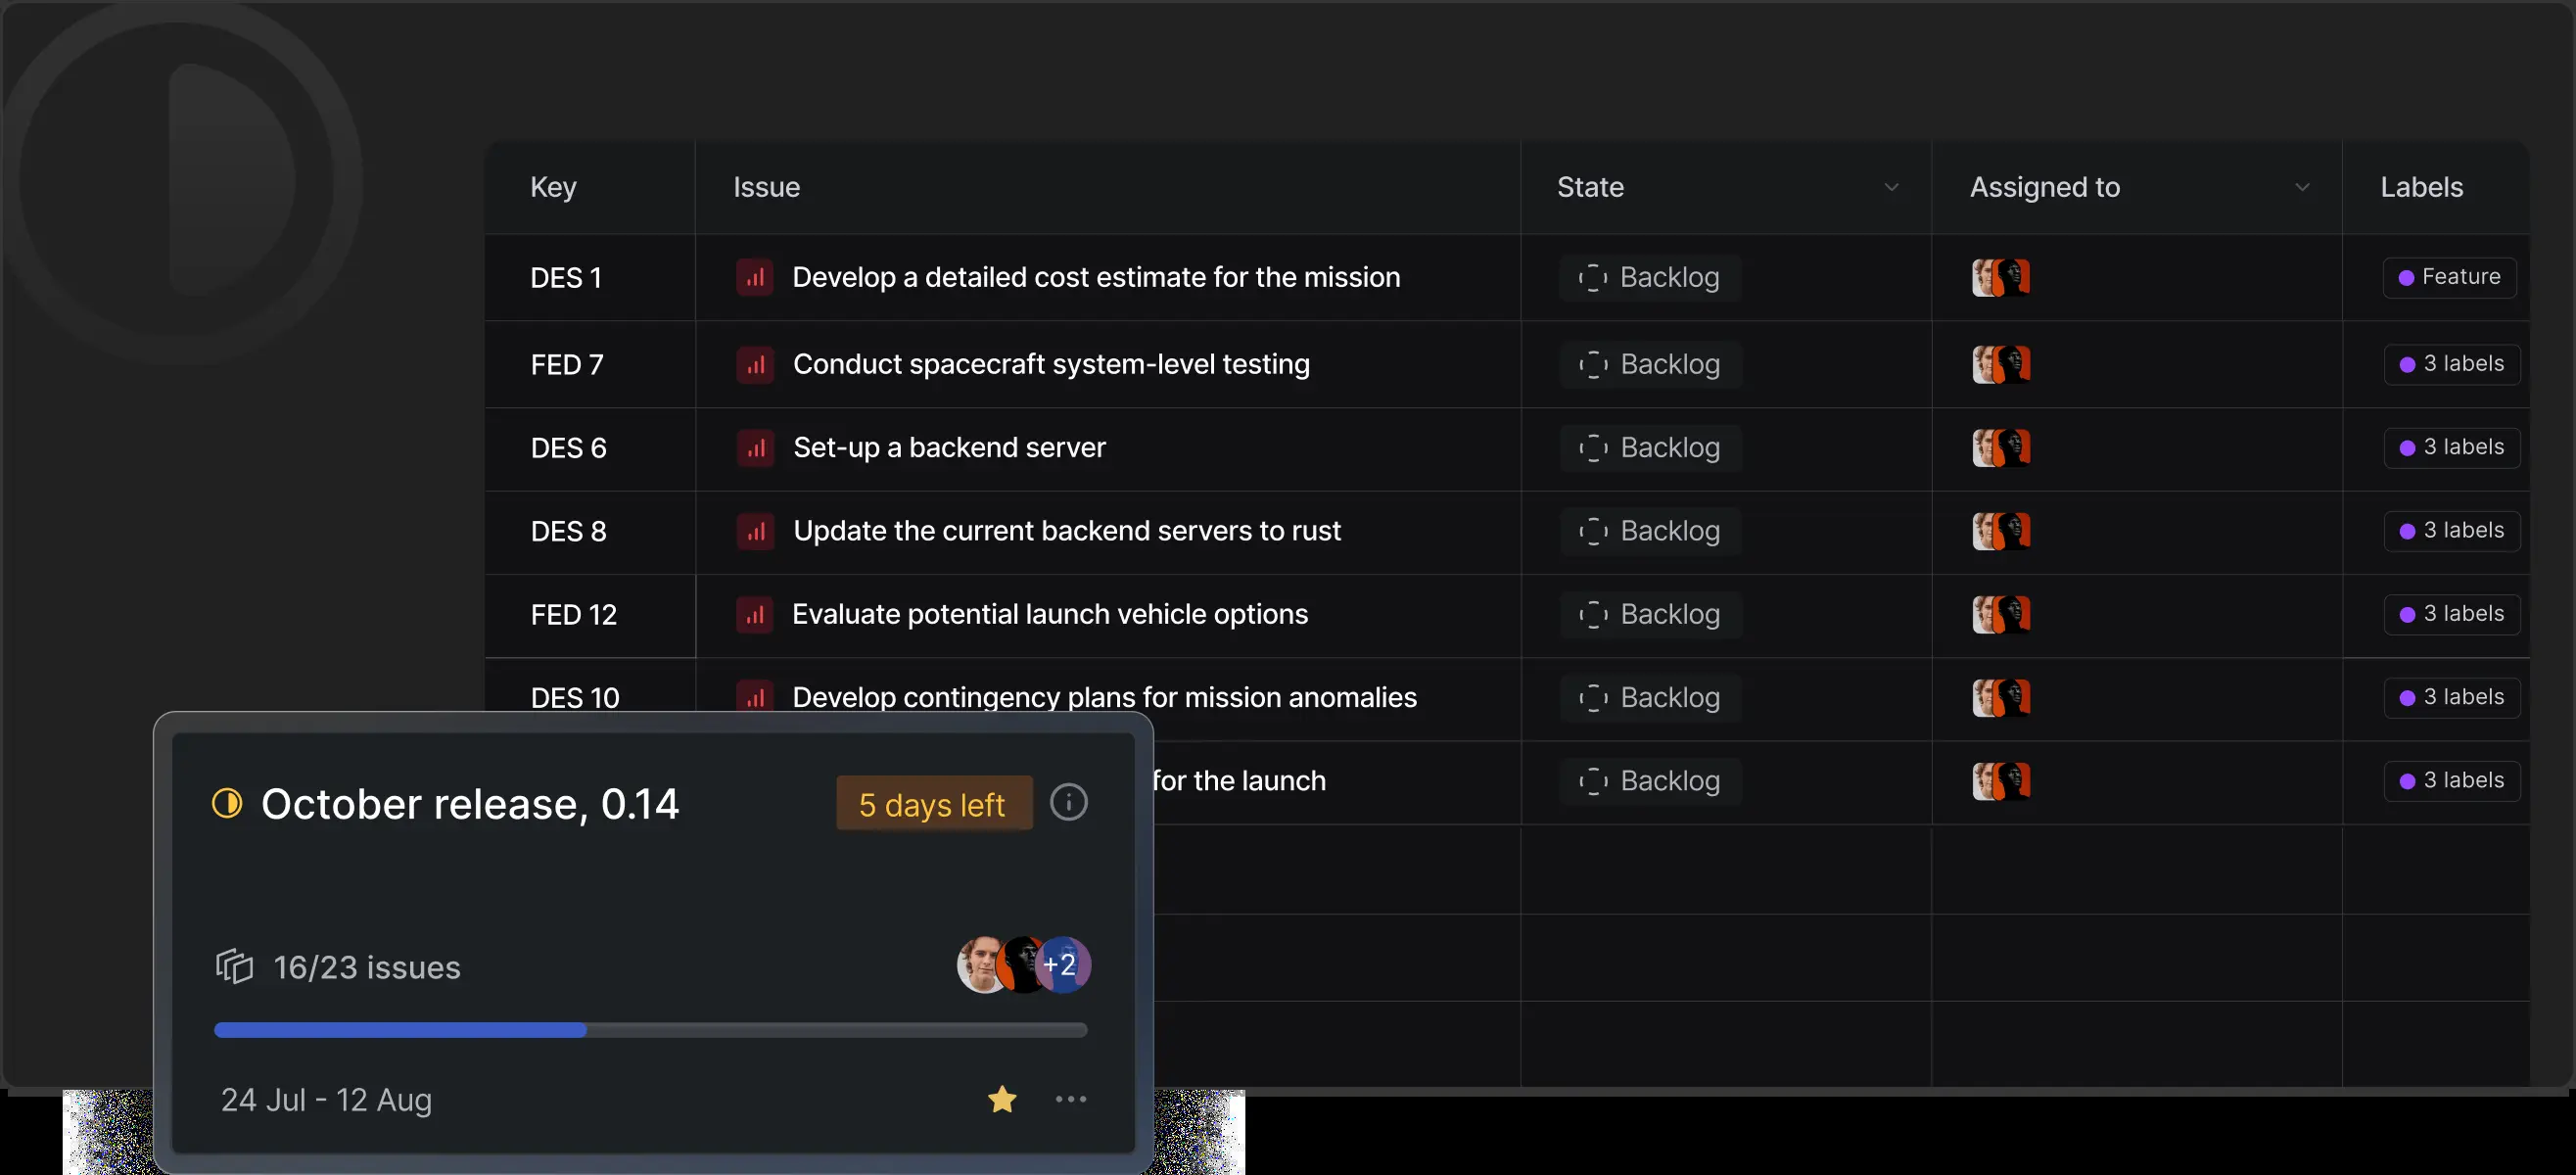 Key Issue State Assigned to Labels
DES 1 Develop a detailed cost estimate for the mission Backlog Feature
FED 7 Conduct spacecraft system-level testing Backlog 3 labels
DES 6 Set-up a backend server Backlog 3 labels
DES 8 Update the current backend servers to rust Backlog 3 labels
FED 12 Evaluate potential launch vehicle options Backlog 3 labels
DES 10 Develop contingency plans for mission anomalies Backlog 3 labels
for the launch Backlog 3 labels
October release, 0.14 5 days left
16/23 issues +2
24 Jul - 12 Aug